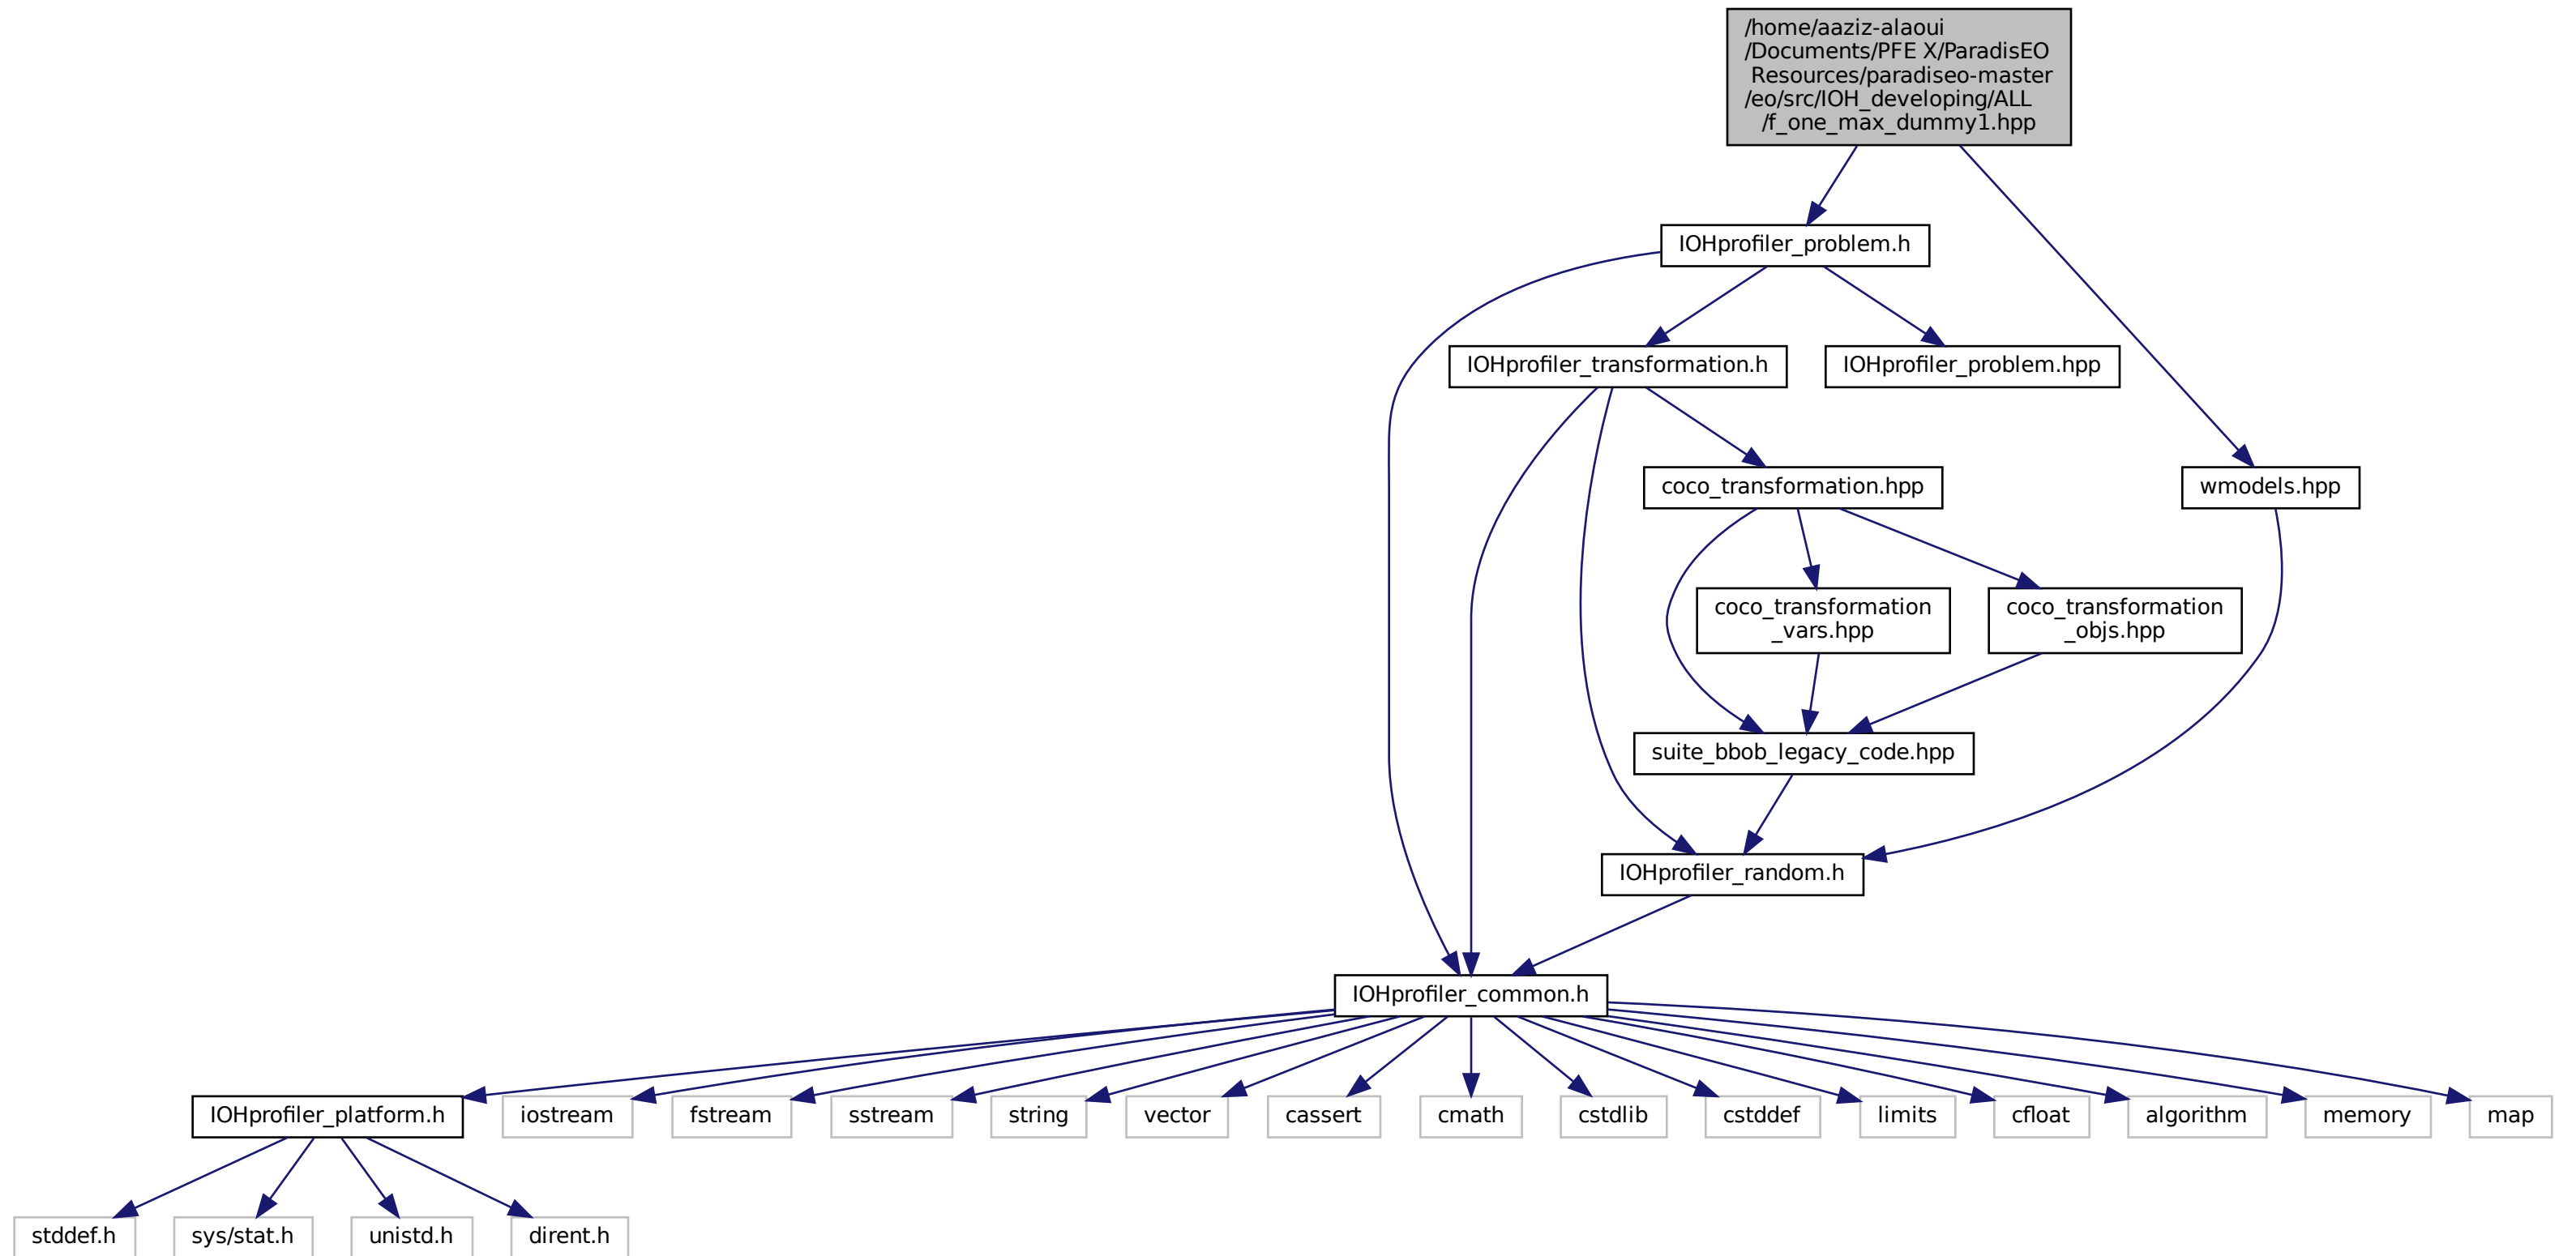 /home/aaziz-alaoui
/Documents/PFE X/ParadisEO
Resources/paradiseo-master
/eo/src/IOH_developing/ALL
/f_one_max_dummy1.hpp
IOHprofiler_problem.h
IOHprofiler_transformation.h
IOHprofiler_problem.hpp
coco_transformation.hpp
wmodels.hpp
coco_transformation
_vars.hpp
coco_transformation
_objs.hpp
suite_bbob_legacy_code.hpp
IOHprofiler_random.h
IOHprofiler_common.h
IOHprofiler_platform.h
iostream
fstream
sstream
string
vector
cassert
cmath
cstdlib
cstddef
limits
cfloat
algorithm
memory
map
stddef.h
sys/stat.h
unistd.h
dirent.h